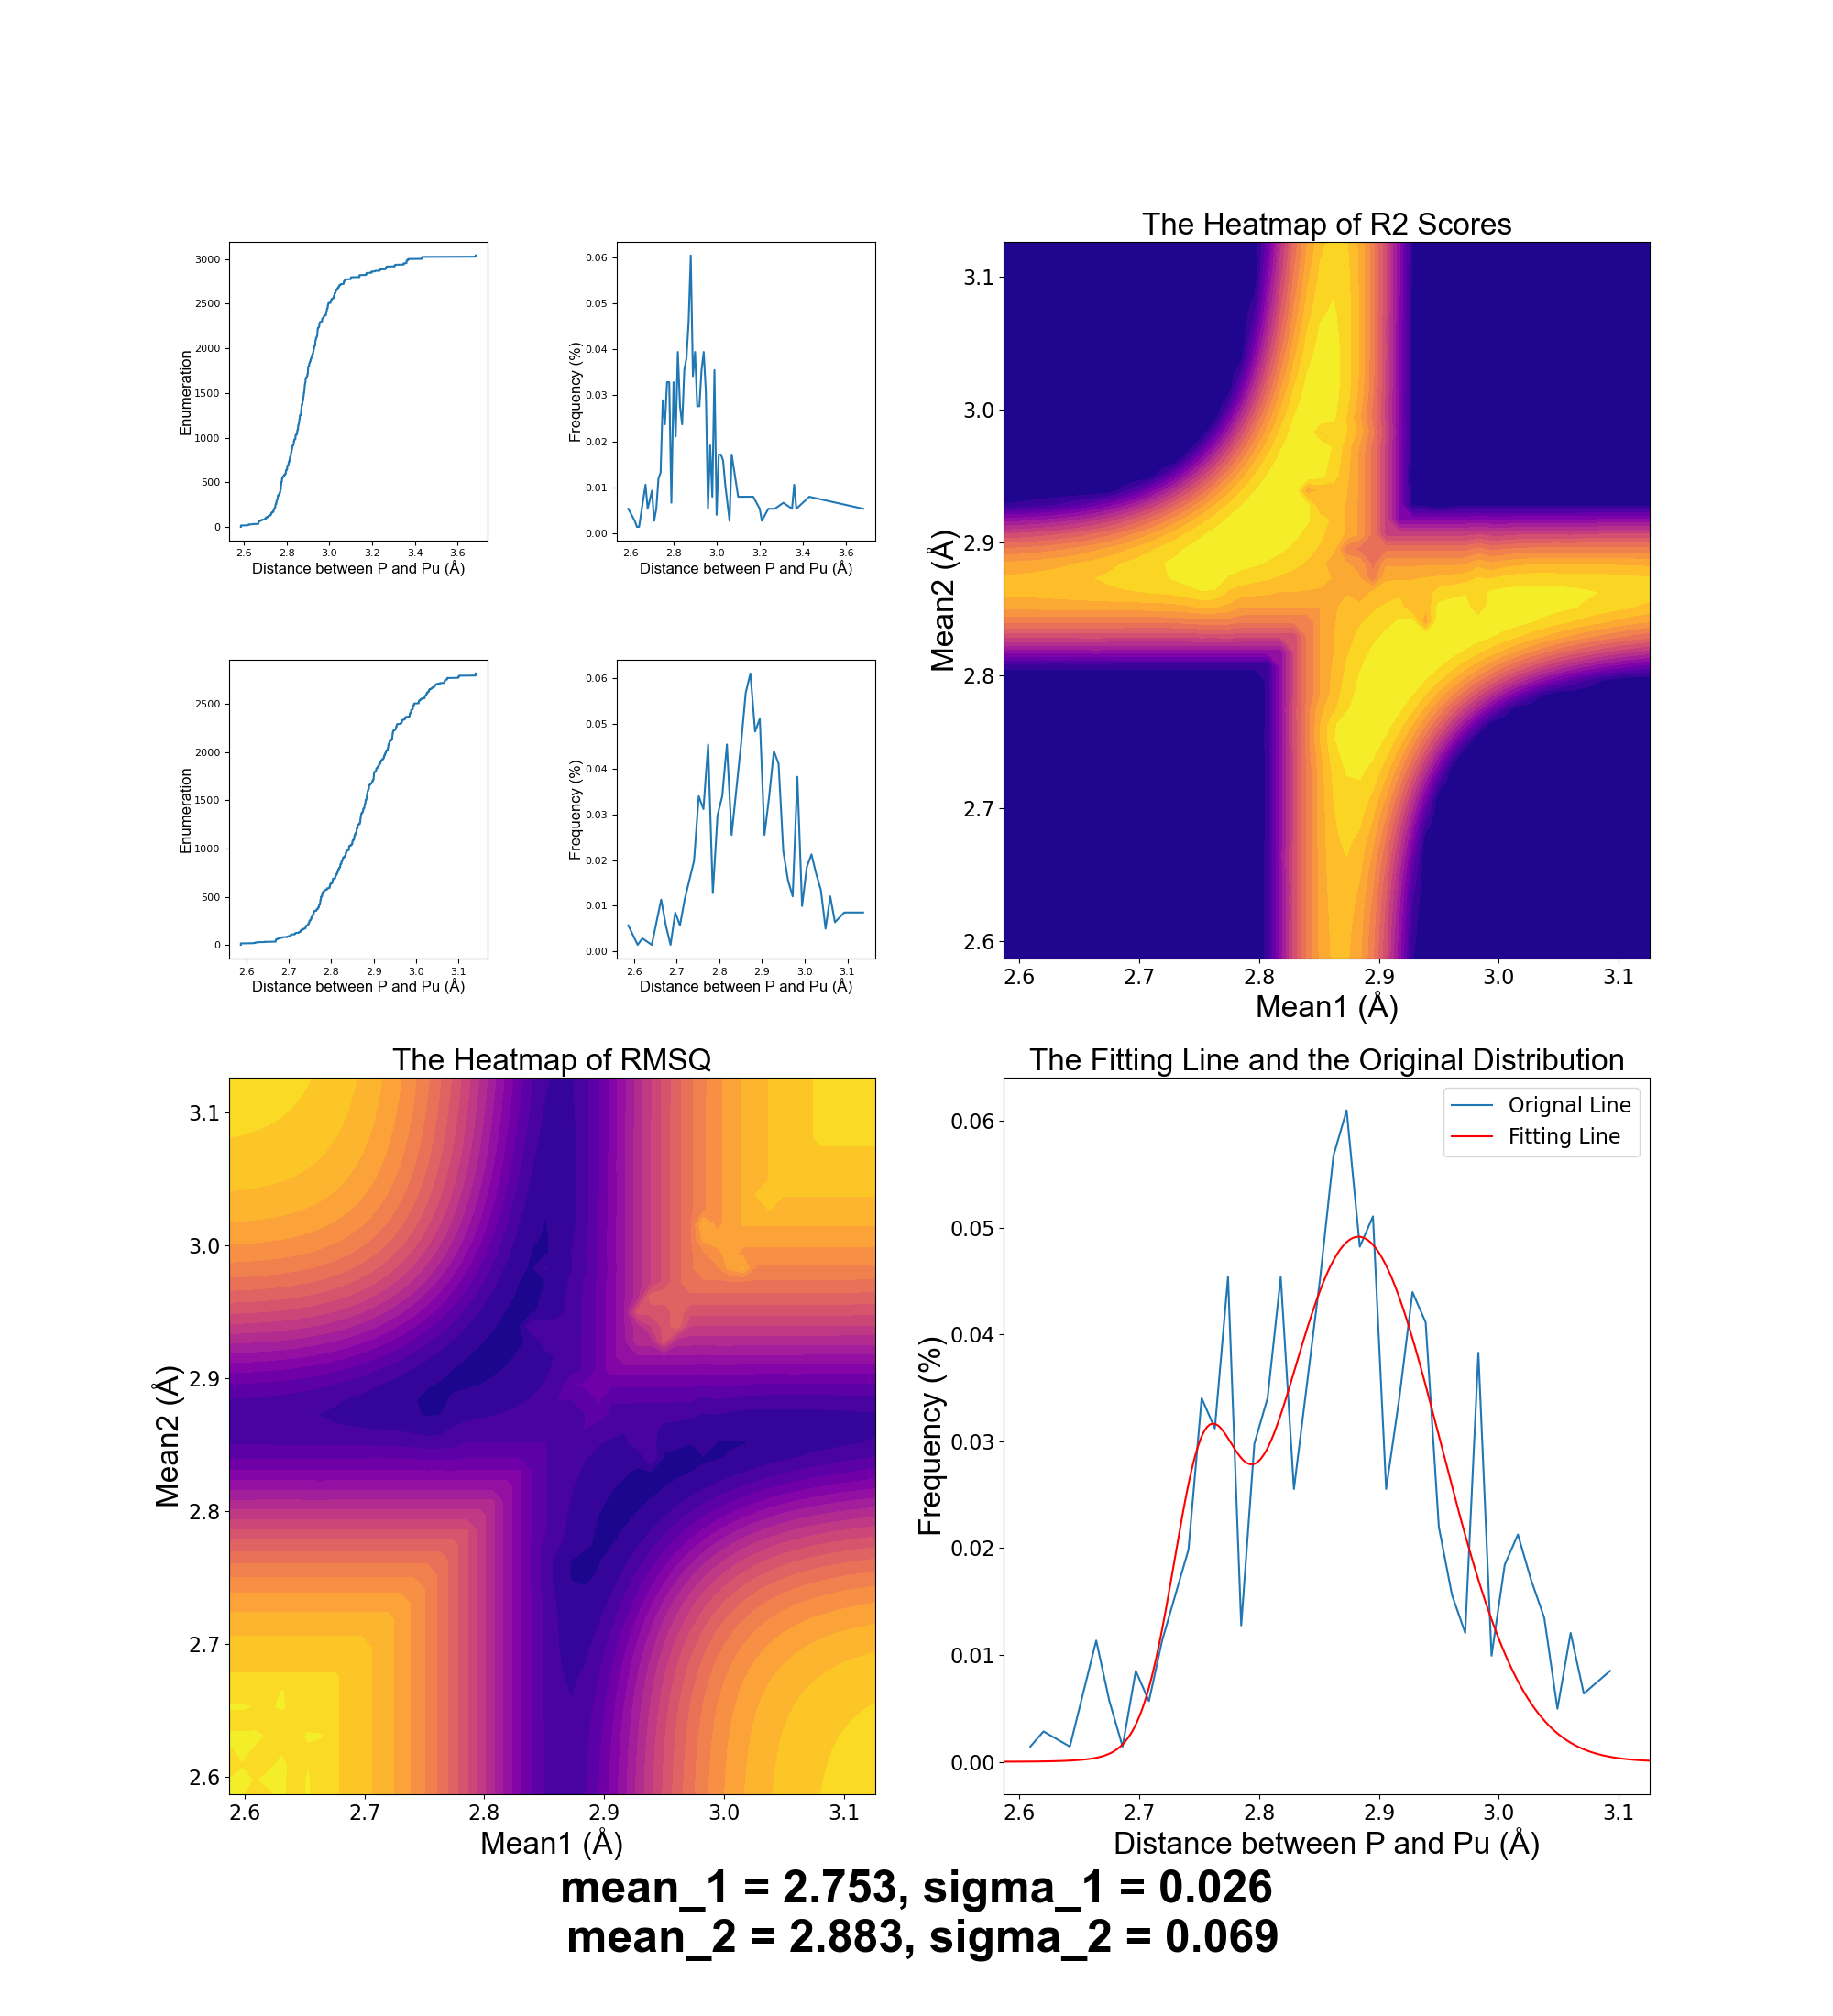 The Heatmap of R2 Scores
3000
2500
2000
1500
1000
500
0
Enumeration
2.6 2.8 3.0 3.2 3.4 3.6
Distance between P and Pu (Å)
0.06
0.05
0.04
0.03
0.02
0.01
0.00
Frequency (%)
2.6 2.8 3.0 3.2 3.4 3.6
Distance between P and Pu (Å)
3.1
3.0
2.9
2.8
2.7
2.6
Mean2 (Å)
2.6 2.7 2.8 2.9 3.0 3.1
Mean1 (Å)
2500
2000
1500
1000
500
0
Enumeration
2.6 2.7 2.8 2.9 3.0 3.1
Distance between P and Pu (Å)
0.06
0.05
0.04
0.03
0.02
0.01
0.00
Frequency (%)
2.6 2.7 2.8 2.9 3.0 3.1
Distance between P and Pu (Å)
The Heatmap of RMSQ
3.1
3.0
2.9
2.8
2.7
2.6
Mean2 (Å)
2.6 2.7 2.8 2.9 3.0 3.1
Mean1 (Å)
The Fitting Line and the Original Distribution
Orignal Line
Fitting Line
0.06
0.05
0.04
0.03
0.02
0.01
0.00
Frequency (%)
2.6 2.7 2.8 2.9 3.0 3.1
Distance between P and Pu (Å)
mean_1 = 2.753, sigma_1 = 0.026
mean_2 = 2.883, sigma_2 = 0.069